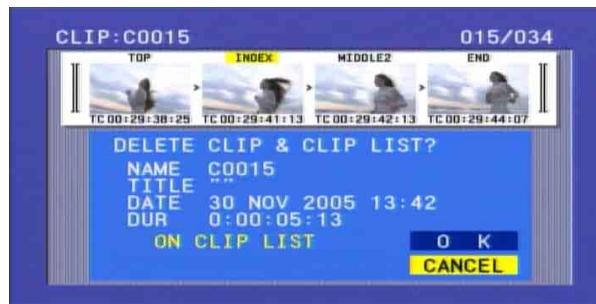 CLIP:C0015 015/034
TOP INDEX MIDDLE2 END
TC 00:29:38:25 TC 00:29:41:13 TC 00:29:42:13 TC 00:29:44:07
DELETE CLIP & CLIP LIST?
NAME C0015
TITLE ""
DATE 30 NOV 2005 13:42
DUR 0:00:05:13
ON CLIP LIST O K
CANCEL